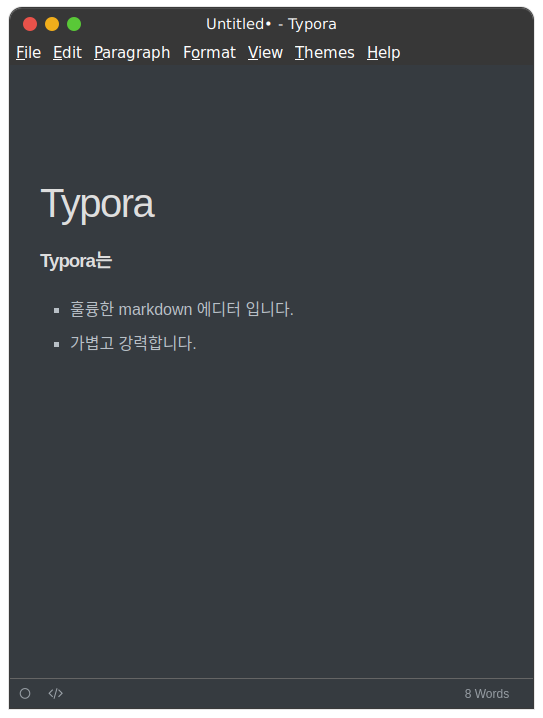 Untitled• - Typora
File Edit Paragraph Format View Themes Help
Typora
Typora는
훌륭한 markdown 에디터 입니다.
가볍고 강력합니다.
</> 8 Words